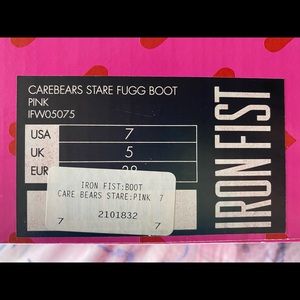 CAREBEARS STARE FUGG BOOT
PINK
IFW05075
USA 7
UK 5
EUR 38
IRON FIST:BOOT
CARE BEARS STARE:PINK 7
2101832
7 7
IRON FIST